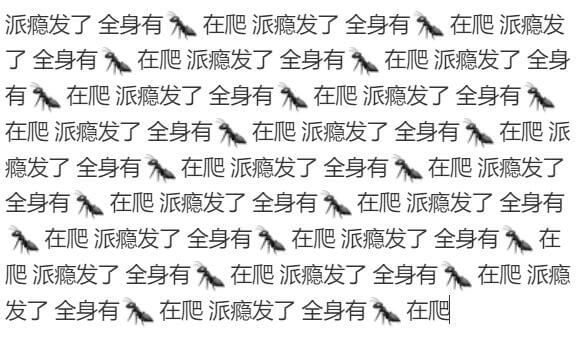 派瘾发了 全身有🐜在爬 派瘾发了 全身有🐜在爬 派瘾发
了 全身有🐜在爬 派瘾发了 全身有🐜在爬 派瘾发了 全身
有🐜在爬 派瘾发了 全身有🐜在爬 派瘾发了 全身有🐜
在爬 派瘾发了 全身有🐜在爬 派瘾发了 全身有🐜在爬 派
瘾发了 全身有🐜在爬 派瘾发了 全身有🐜在爬 派瘾发了
全身有🐜在爬 派瘾发了 全身有🐜在爬 派瘾发了 全身有
🐜在爬 派瘾发了 全身有🐜在爬 派瘾发了 全身有🐜在
爬 派瘾发了 全身有🐜在爬 派瘾发了 全身有🐜在爬 派瘾
发了 全身有🐜在爬 派瘾发了 全身有🐜在爬